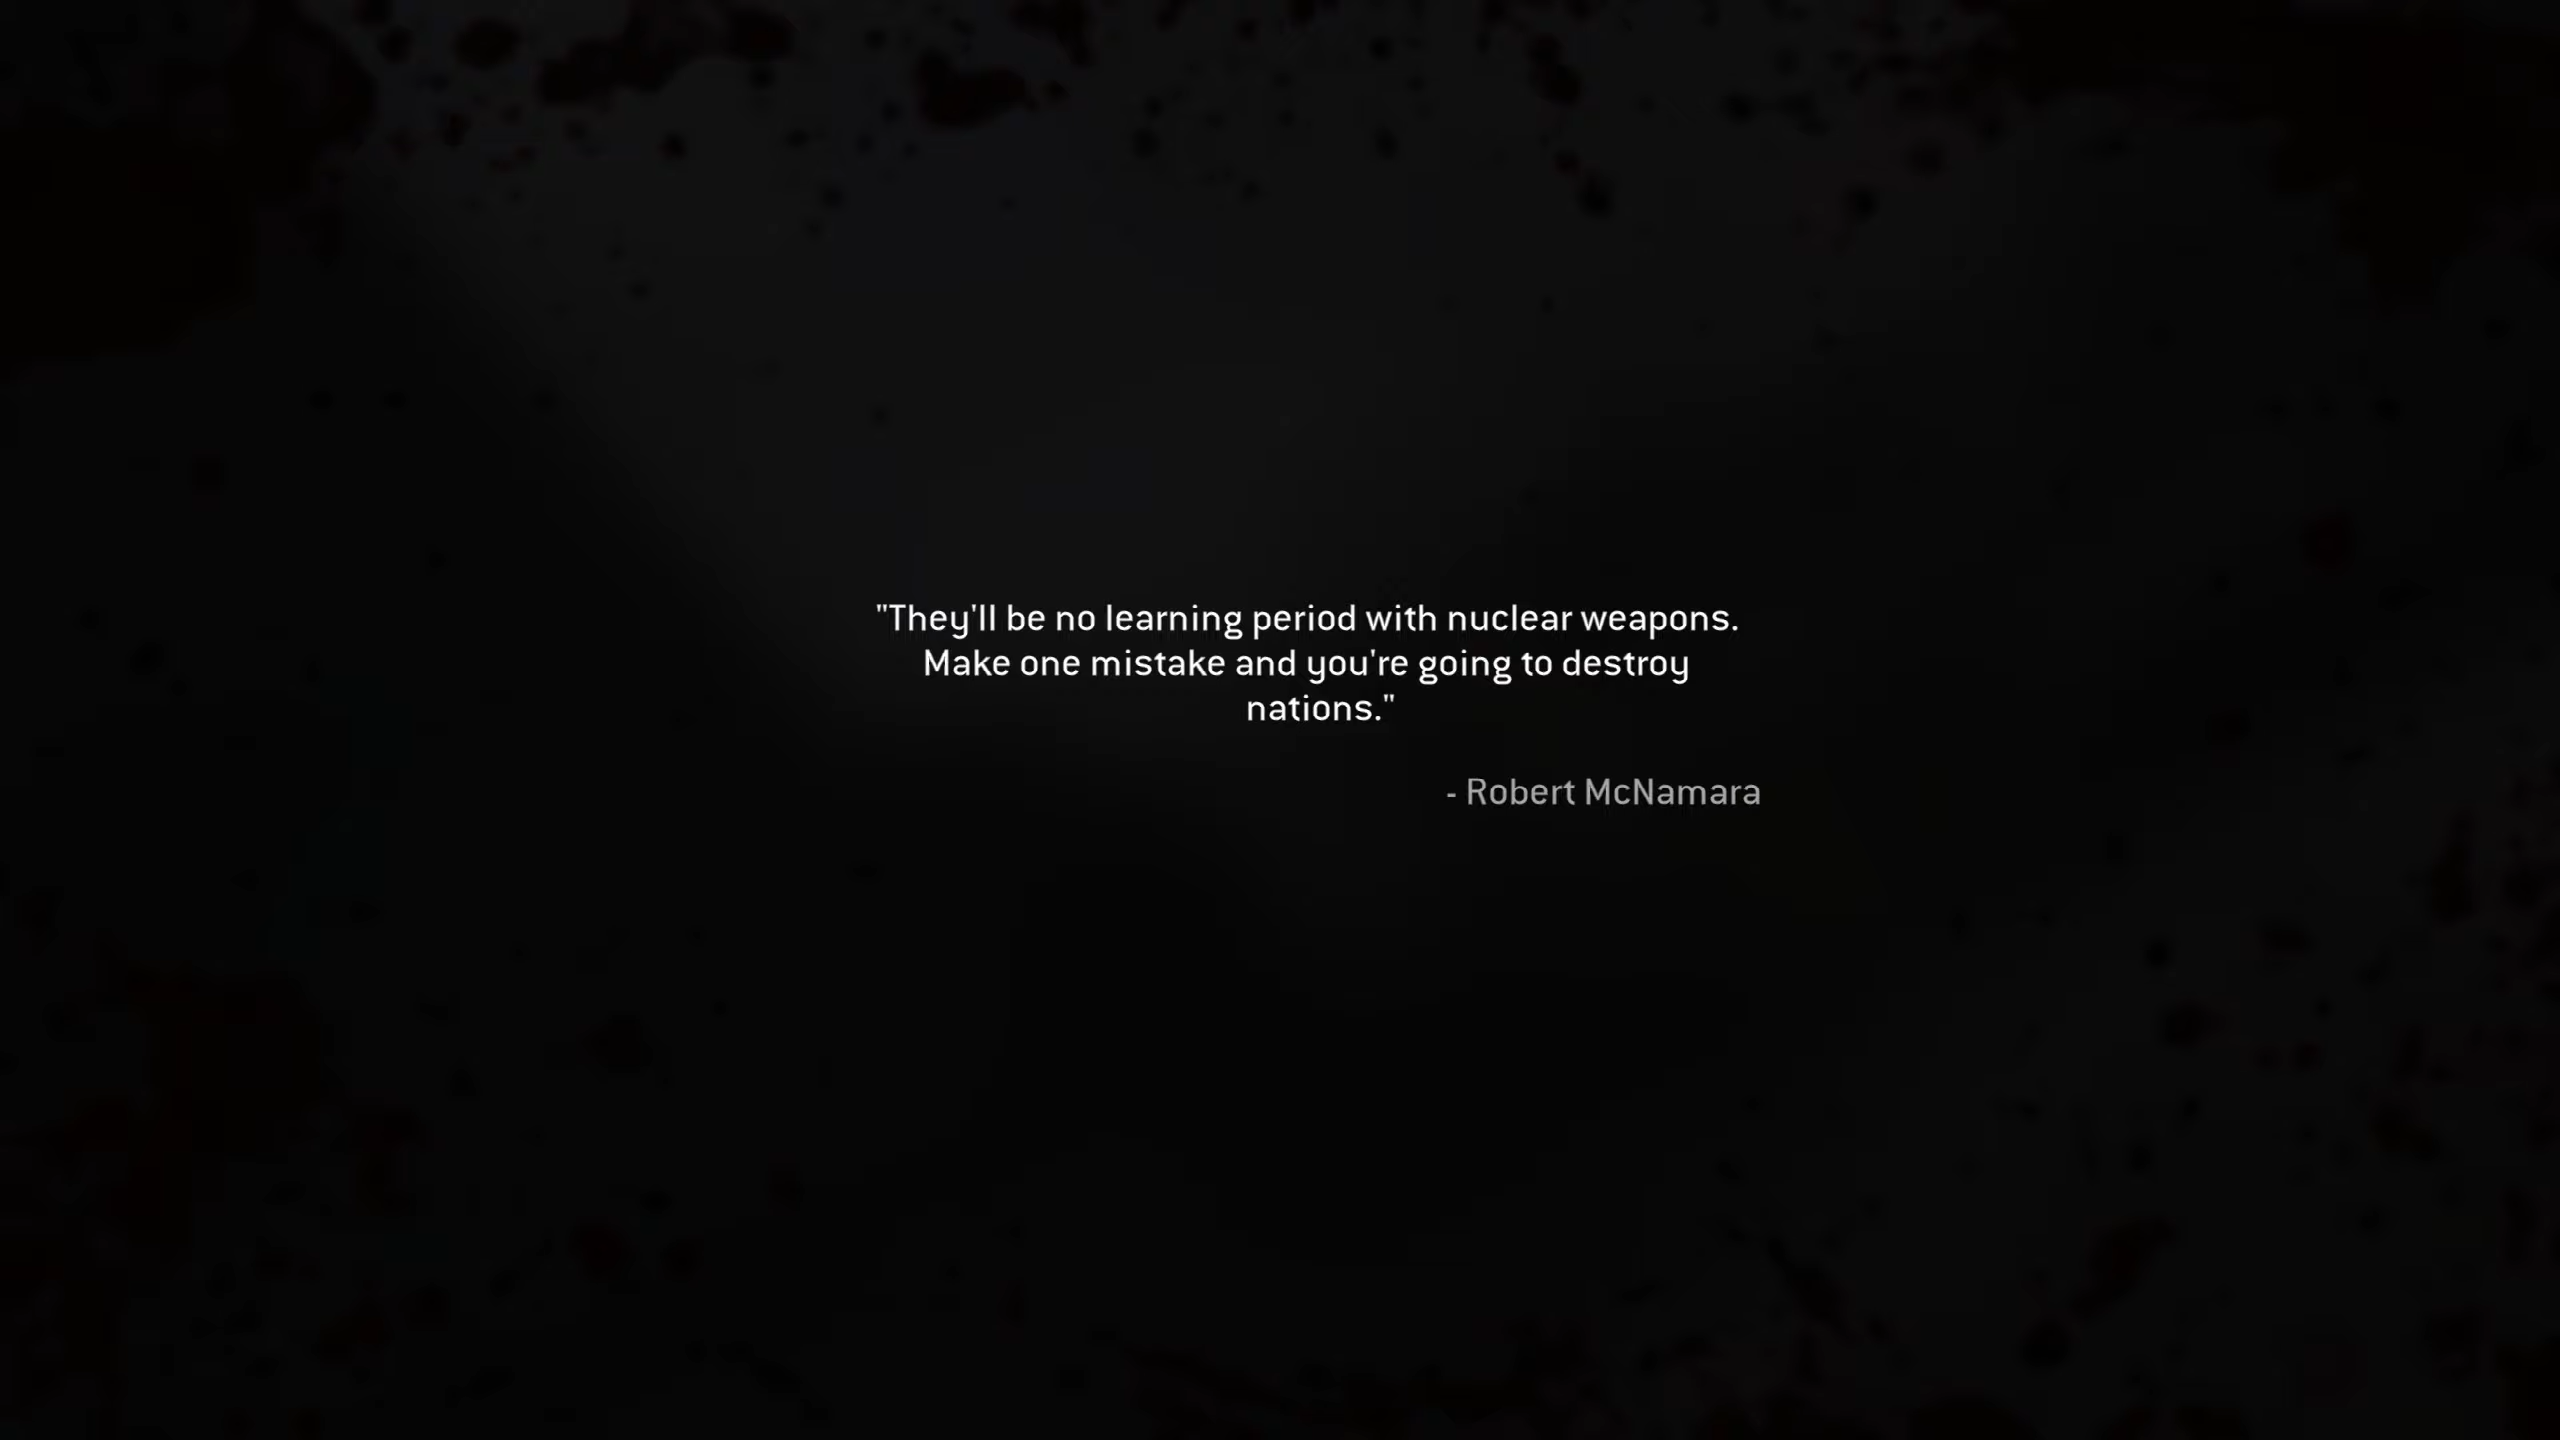 "They'll be no learning period with nuclear weapons.
Make one mistake and you're going to destroy
nations."
- Robert McNamara